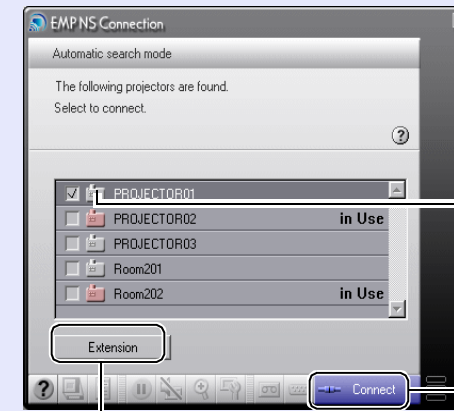 EMP NS Connection
Automatic search mode
The following projectors are found.
Select to connect.
?
PROJECTOR01
PROJECTOR02 in Use
PROJECTOR03
Room201
Room202 in Use
Extension
? Connect